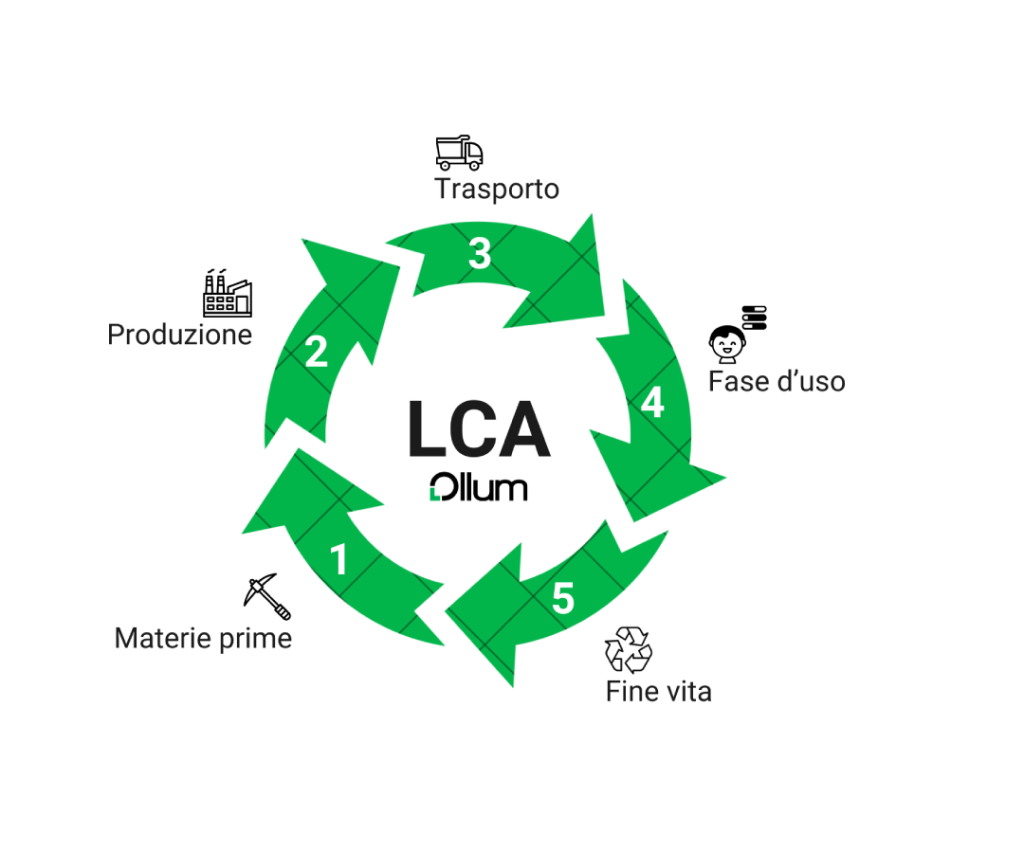 3
Trasporto
2
Produzione
4
Fase d’uso
LCA
Ollum
1
Materie prime
5
Fine vita